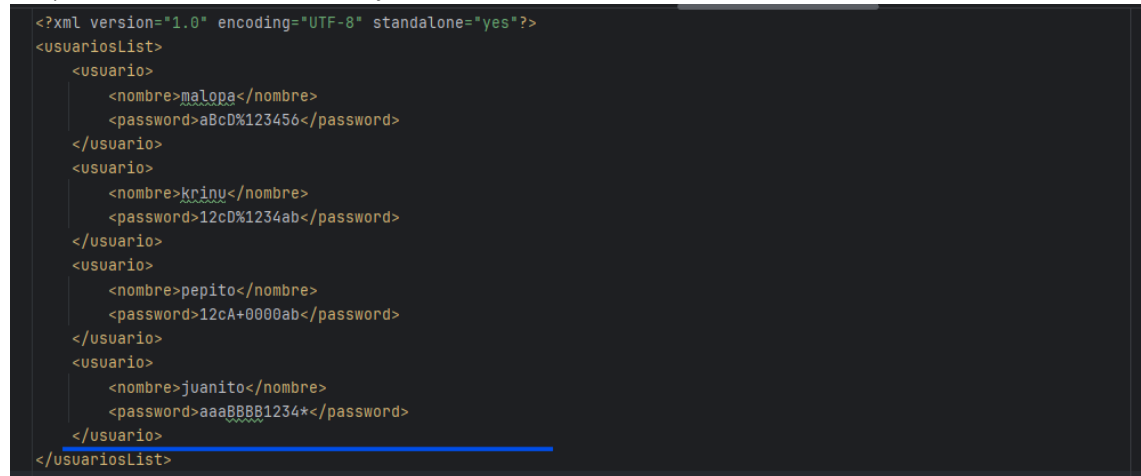 <?xml version="1.0" encoding="UTF-8" standalone="yes"?>
<usuariosList>
    <usuario>
        <nombre>malopa</nombre>
        <password>aBcD%123456</password>
    </usuario>
    <usuario>
        <nombre>krinu</nombre>
        <password>12cD%1234ab</password>
    </usuario>
    <usuario>
        <nombre>pepito</nombre>
        <password>12cA+0000ab</password>
    </usuario>
    <usuario>
        <nombre>juanito</nombre>
        <password>aaaBBBB1234*</password>
    </usuario>
</usuariosList>